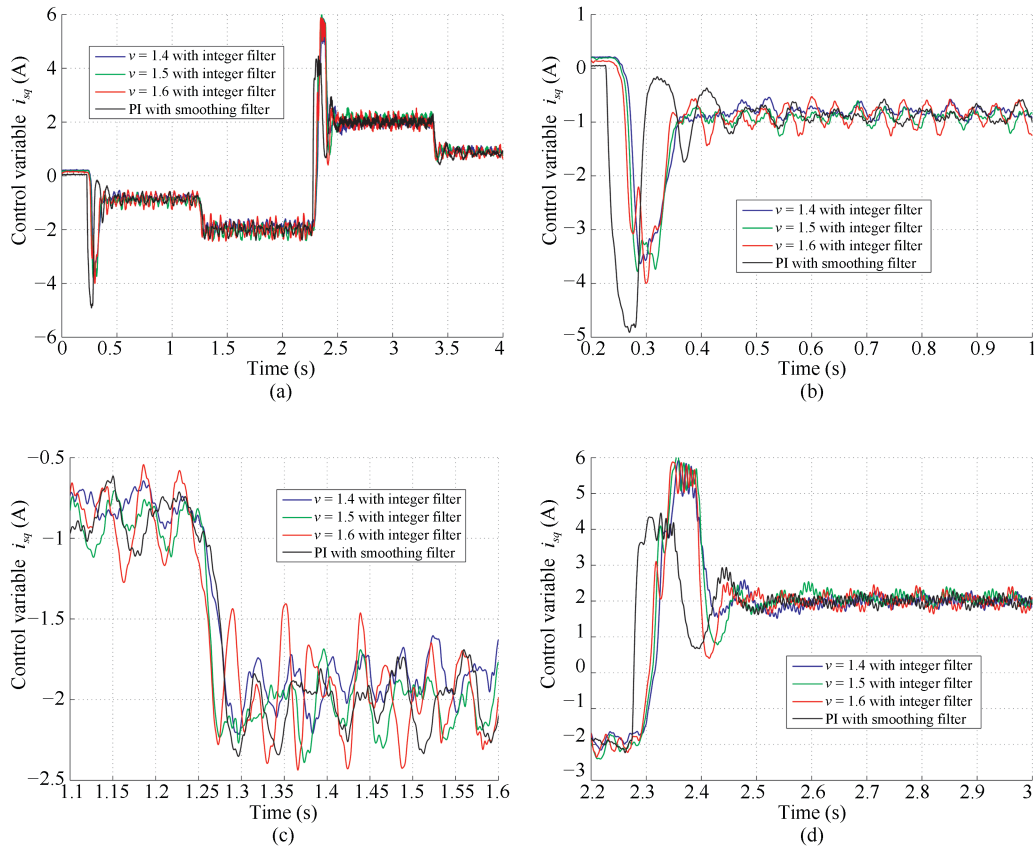 6
4
2
0
−2
−4
−6
Control variable isq (A)
v = 1.4 with integer filter
v = 1.5 with integer filter
v = 1.6 with integer filter
PI with smoothing filter
0 0.5 1 1.5 2 2.5 3 3.5 4
Time (s)
(a)
1
0
−1
−2
−3
−4
−5
Control variable isq (A)
v = 1.4 with integer filter
v = 1.5 with integer filter
v = 1.6 with integer filter
PI with smoothing filter
0.2 0.3 0.4 0.5 0.6 0.7 0.8 0.9 1
Time (s)
(b)
−0.5
−1
−1.5
−2
−2.5
Control variable isq (A)
v = 1.4 with integer filter
v = 1.5 with integer filter
v = 1.6 with integer filter
PI with smoothing filter
1.1 1.15 1.2 1.25 1.3 1.35 1.4 1.45 1.5 1.55 1.6
Time (s)
(c)
6
5
4
3
2
1
0
−1
−2
−3
Control variable isq (A)
v = 1.4 with integer filter
v = 1.5 with integer filter
v = 1.6 with integer filter
PI with smoothing filter
2.2 2.3 2.4 2.5 2.6 2.7 2.8 2.9 3
Time (s)
(d)